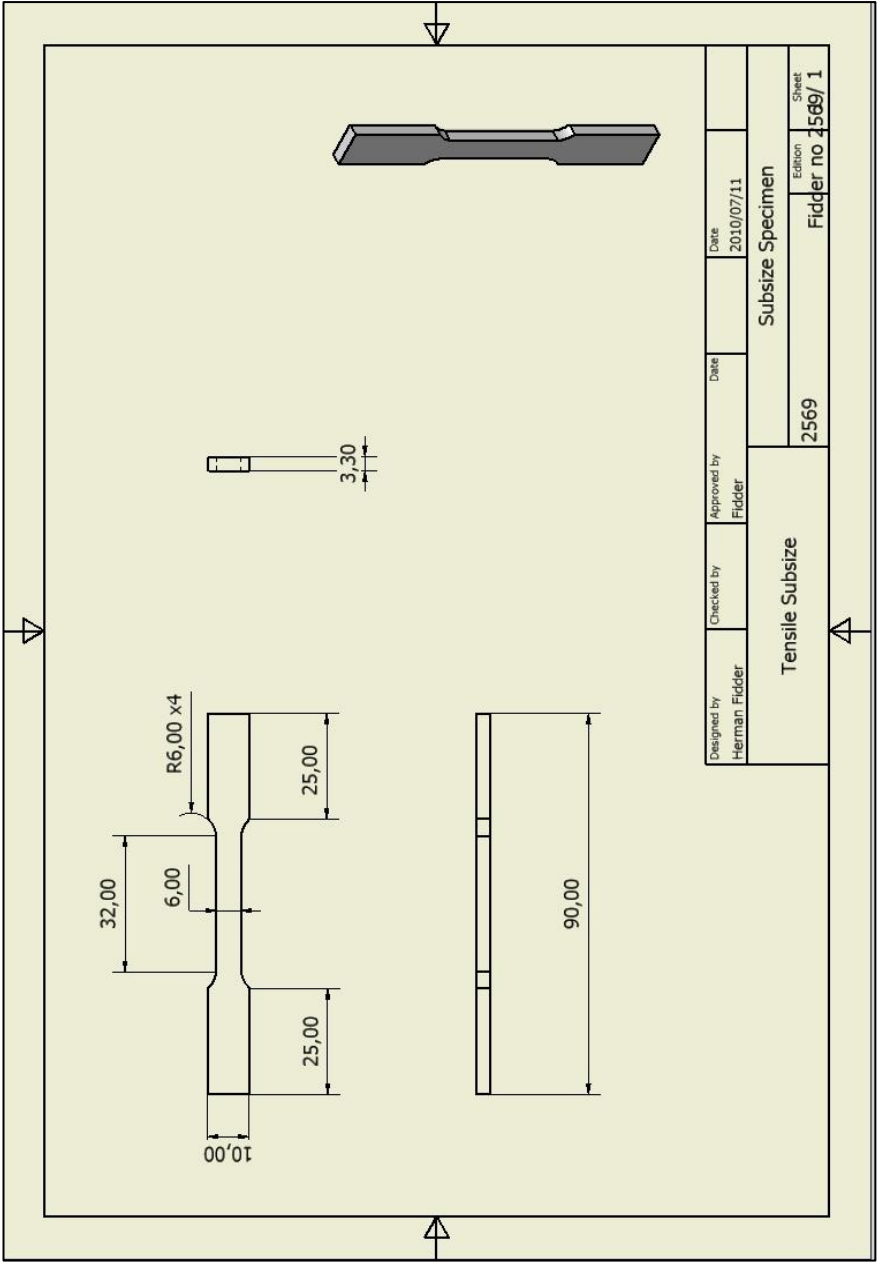 32,00
6,00
R6,00 x4
10,00
25,00
25,00
3,30
90,00
Designed by
Herman Fidder
Checked by
Approved by
Fidder
Date
Date
2010/07/11
Tensile Subsize
Subsize Specimen
2569
Edition
Sheet
Fidder no 2569/ 1